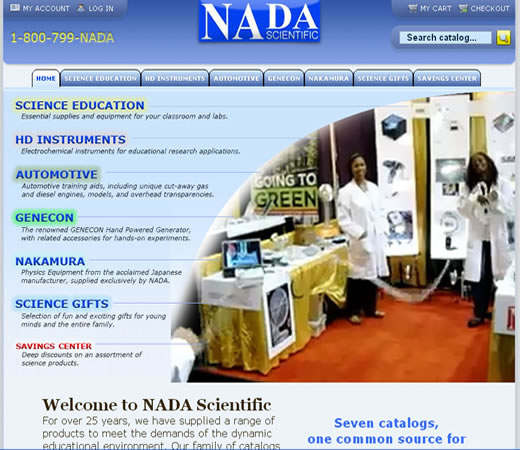 MY ACCOUNT LOG IN
NADA
SCIENTIFIC
MY CART CHECKOUT
1-800-799-NADA
Search catalog...
HOME SCIENCE EDUCATION HD INSTRUMENTS AUTOMOTIVE GENECON NAKAMURA SCIENCE GIFTS SAVINGS CENTER
SCIENCE EDUCATION
Essential supplies and equipment for your classroom and labs.
HD INSTRUMENTS
Electrochemical instruments for educational research applications.
AUTOMOTIVE
Automotive training aids, including unique cut-away gas
and diesel engines, models, and overhead transparencies.
GENECON
The renowned GENECON Hand Powered Generator,
with related accessories for hands-on experiments.
NAKAMURA
Physics Equipment from the acclaimed Japanese
manufacturer, supplied exclusively by NADA.
SCIENCE GIFTS
Selection of fun and exciting gifts for young
minds and the entire family.
SAVINGS CENTER
Deep discounts on an assortment of
science products.
GOING TO
GREEN
Welcome to NADA Scientific
For over 25 years, we have supplied a range of
products to meet the demands of the dynamic
educational environment. Our family of catalogs
Seven catalogs,
one common source for